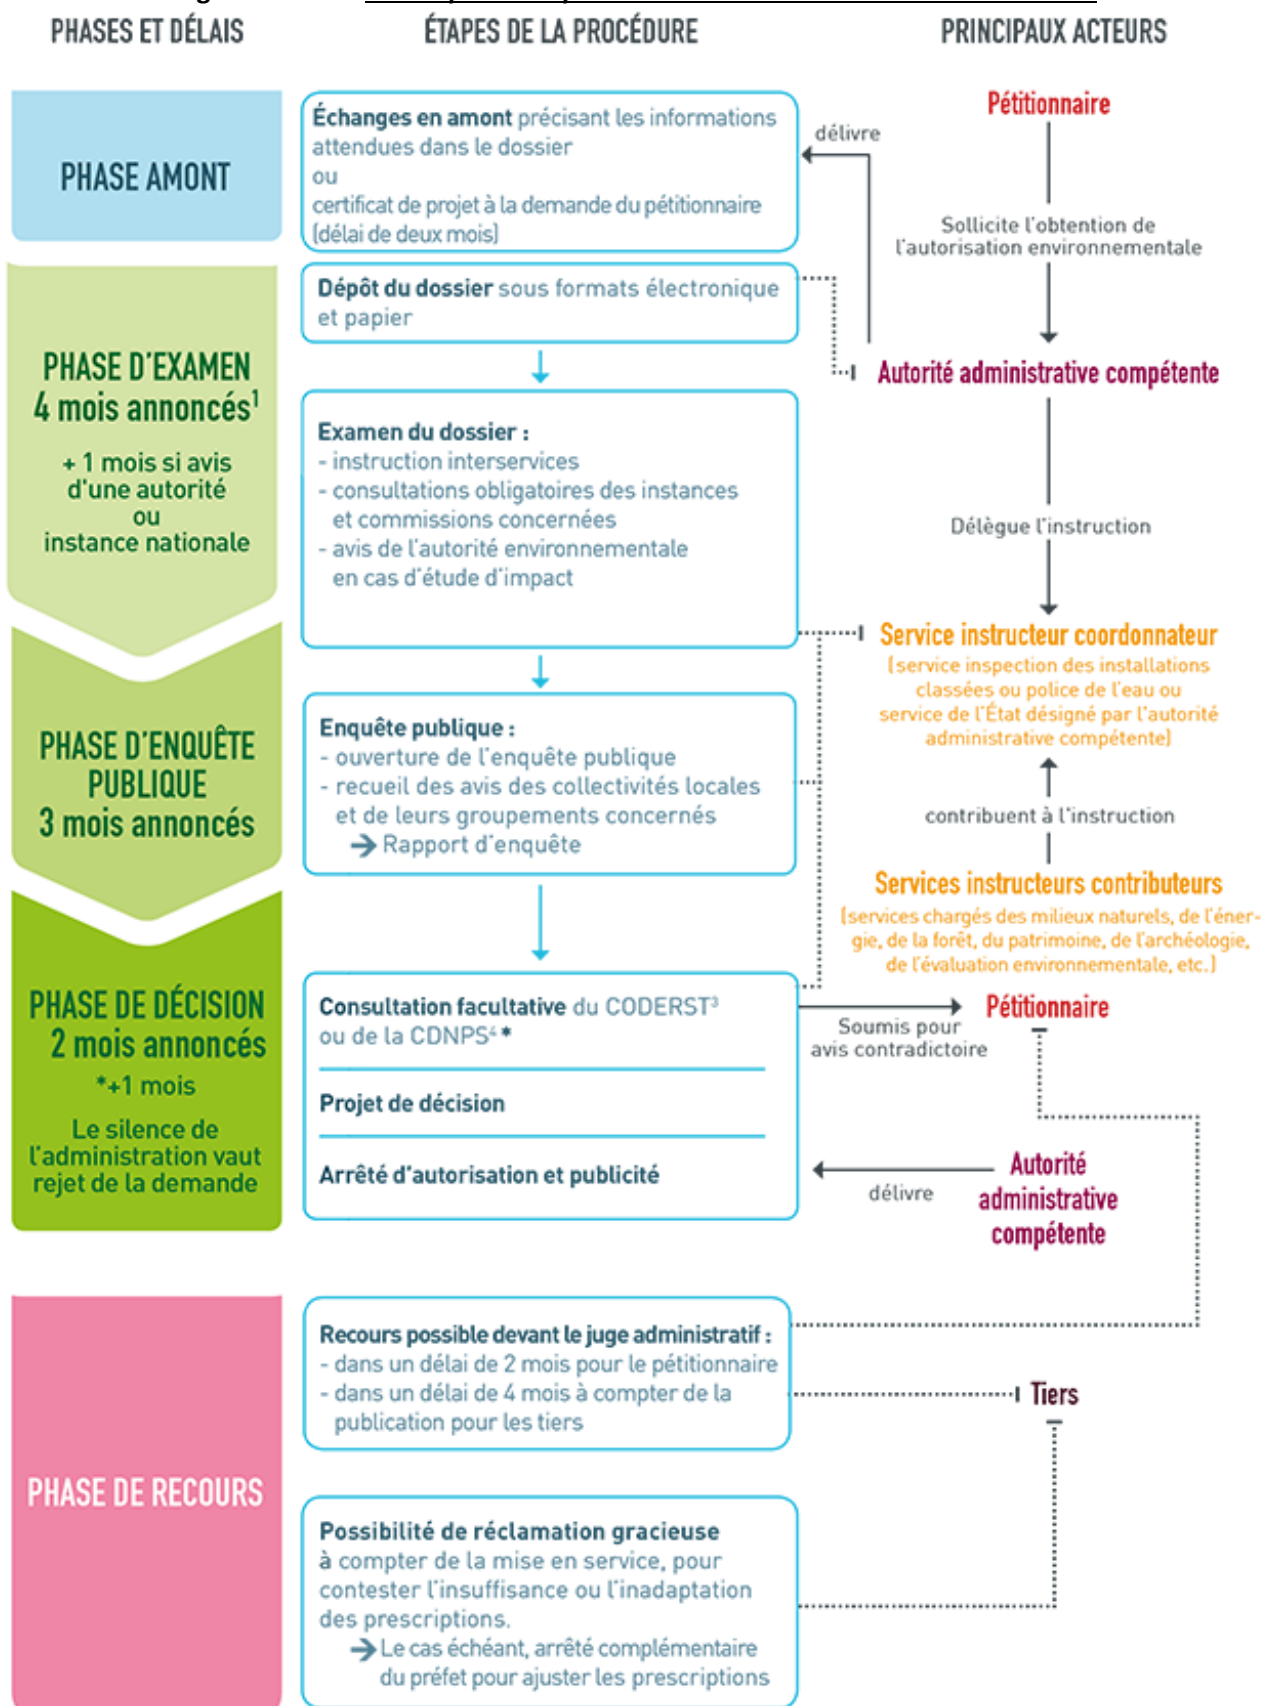 PHASES ET DÉLAIS
ÉTAPES DE LA PROCÉDURE
PRINCIPAUX ACTEURS
PHASE AMONT
Échanges en amont précisant les informations
attendues dans le dossier
ou
certificat de projet à la demande du pétitionnaire
(délai de deux mois)
délivre
Pétitionnaire
Sollicite l'obtention de
l'autorisation environnementale
PHASE D'EXAMEN
4 mois annoncés¹
+ 1 mois si avis
d'une autorité
ou
instance nationale
Dépôt du dossier sous formats électronique
et papier
Autorité administrative compétente
Examen du dossier :
- instruction interservices
- consultations obligatoires des instances
et commissions concernées
- avis de l'autorité environnementale
en cas d'étude d'impact
Délègue l'instruction
Service instructeur coordonnateur
(service inspection des installations
classées ou police de l'eau ou
service de l'État désigné par l'autorité
administrative compétente)
PHASE D'ENQUÊTE
PUBLIQUE
3 mois annoncés
Enquête publique :
- ouverture de l'enquête publique
- recueil des avis des collectivités locales
et de leurs groupements concernés
→ Rapport d'enquête
contribuent à l'instruction
Services instructeurs contributeurs
(services chargés des milieux naturels, de l'éner-
gie, de la forêt, du patrimoine, de l'archéologie,
de l'évaluation environnementale, etc.)
PHASE DE DÉCISION
2 mois annoncés
*+1 mois
Le silence de
l'administration vaut
rejet de la demande
Consultation facultative du CODERST³
ou de la CDNPS⁴ *
Projet de décision
Arrêté d'autorisation et publicité
Soumis pour
avis contradictoire
Pétitionnaire
délivre
Autorité
administrative
compétente
PHASE DE RECOURS
Recours possible devant le juge administratif :
- dans un délai de 2 mois pour le pétitionnaire
- dans un délai de 4 mois à compter de la
publication pour les tiers
Tiers
Possibilité de réclamation gracieuse
à compter de la mise en service, pour
contester l'insuffisance ou l'inadaptation
des prescriptions.
→ Le cas échéant, arrêté complémentaire
du préfet pour ajuster les prescriptions